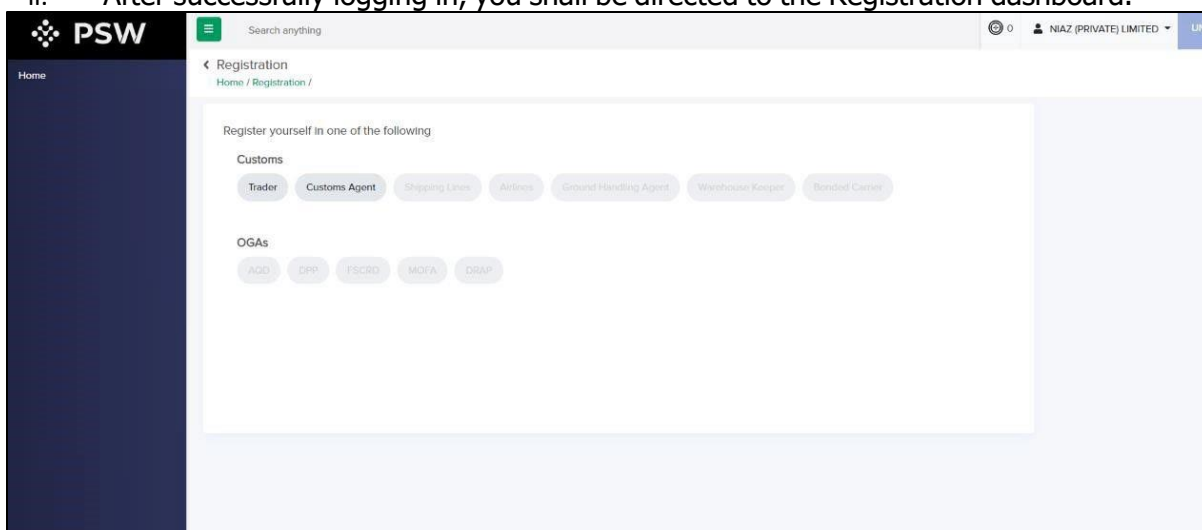 ii. After successfully logging in, you shall be directed to the Registration dashboard.
PSW
Search anything
0
NIAZ (PRIVATE) LIMITED
UN
Home
Registration
Home / Registration /
Register yourself in one of the following
Customs
Trader Customs Agent Shipping Lines Airlines Ground Handling Agent Warehouse Keeper Bonded Carrier
OGAs
AQD DPP FSCRD MOFA DRAP